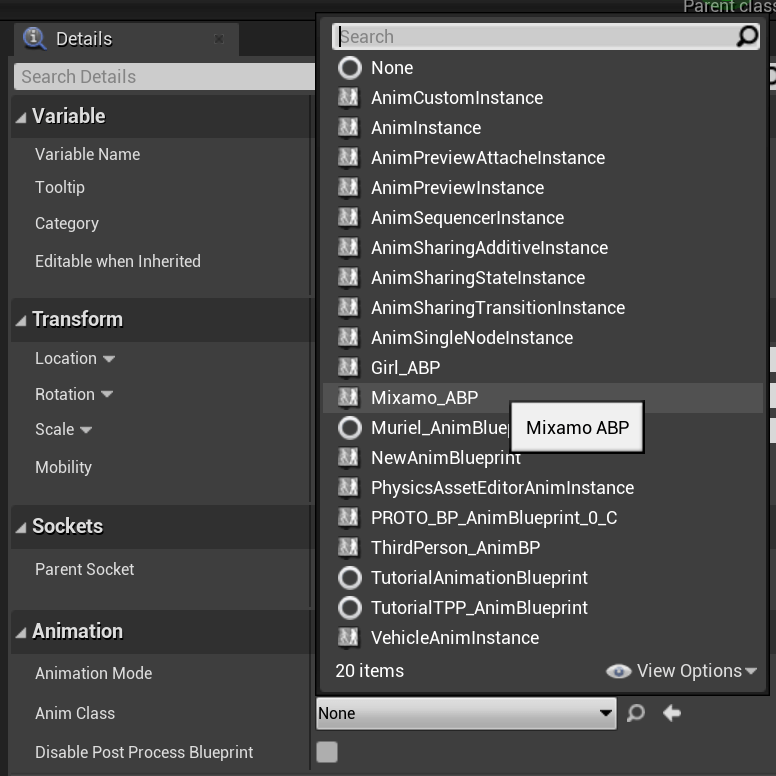 Parent class
Details
Search Details
Variable
Variable Name
Tooltip
Category
Editable when Inherited
Transform
Location
Rotation
Scale
Mobility
Sockets
Parent Socket
Animation
Animation Mode
Anim Class
Disable Post Process Blueprint
Search
None
AnimCustomInstance
AnimInstance
AnimPreviewAttacheInstance
AnimPreviewInstance
AnimSequencerInstance
AnimSharingAdditiveInstance
AnimSharingStateInstance
AnimSharingTransitionInstance
AnimSingleNodeInstance
Girl_ABP
Mixamo_ABP
Mixamo ABP
Muriel_AnimBluep
NewAnimBlueprint
PhysicsAssetEditorAnimInstance
PROTO_BP_AnimBlueprint_0_C
ThirdPerson_AnimBP
TutorialAnimationBlueprint
TutorialTPP_AnimBlueprint
VehicleAnimInstance
20 items
View Options
None